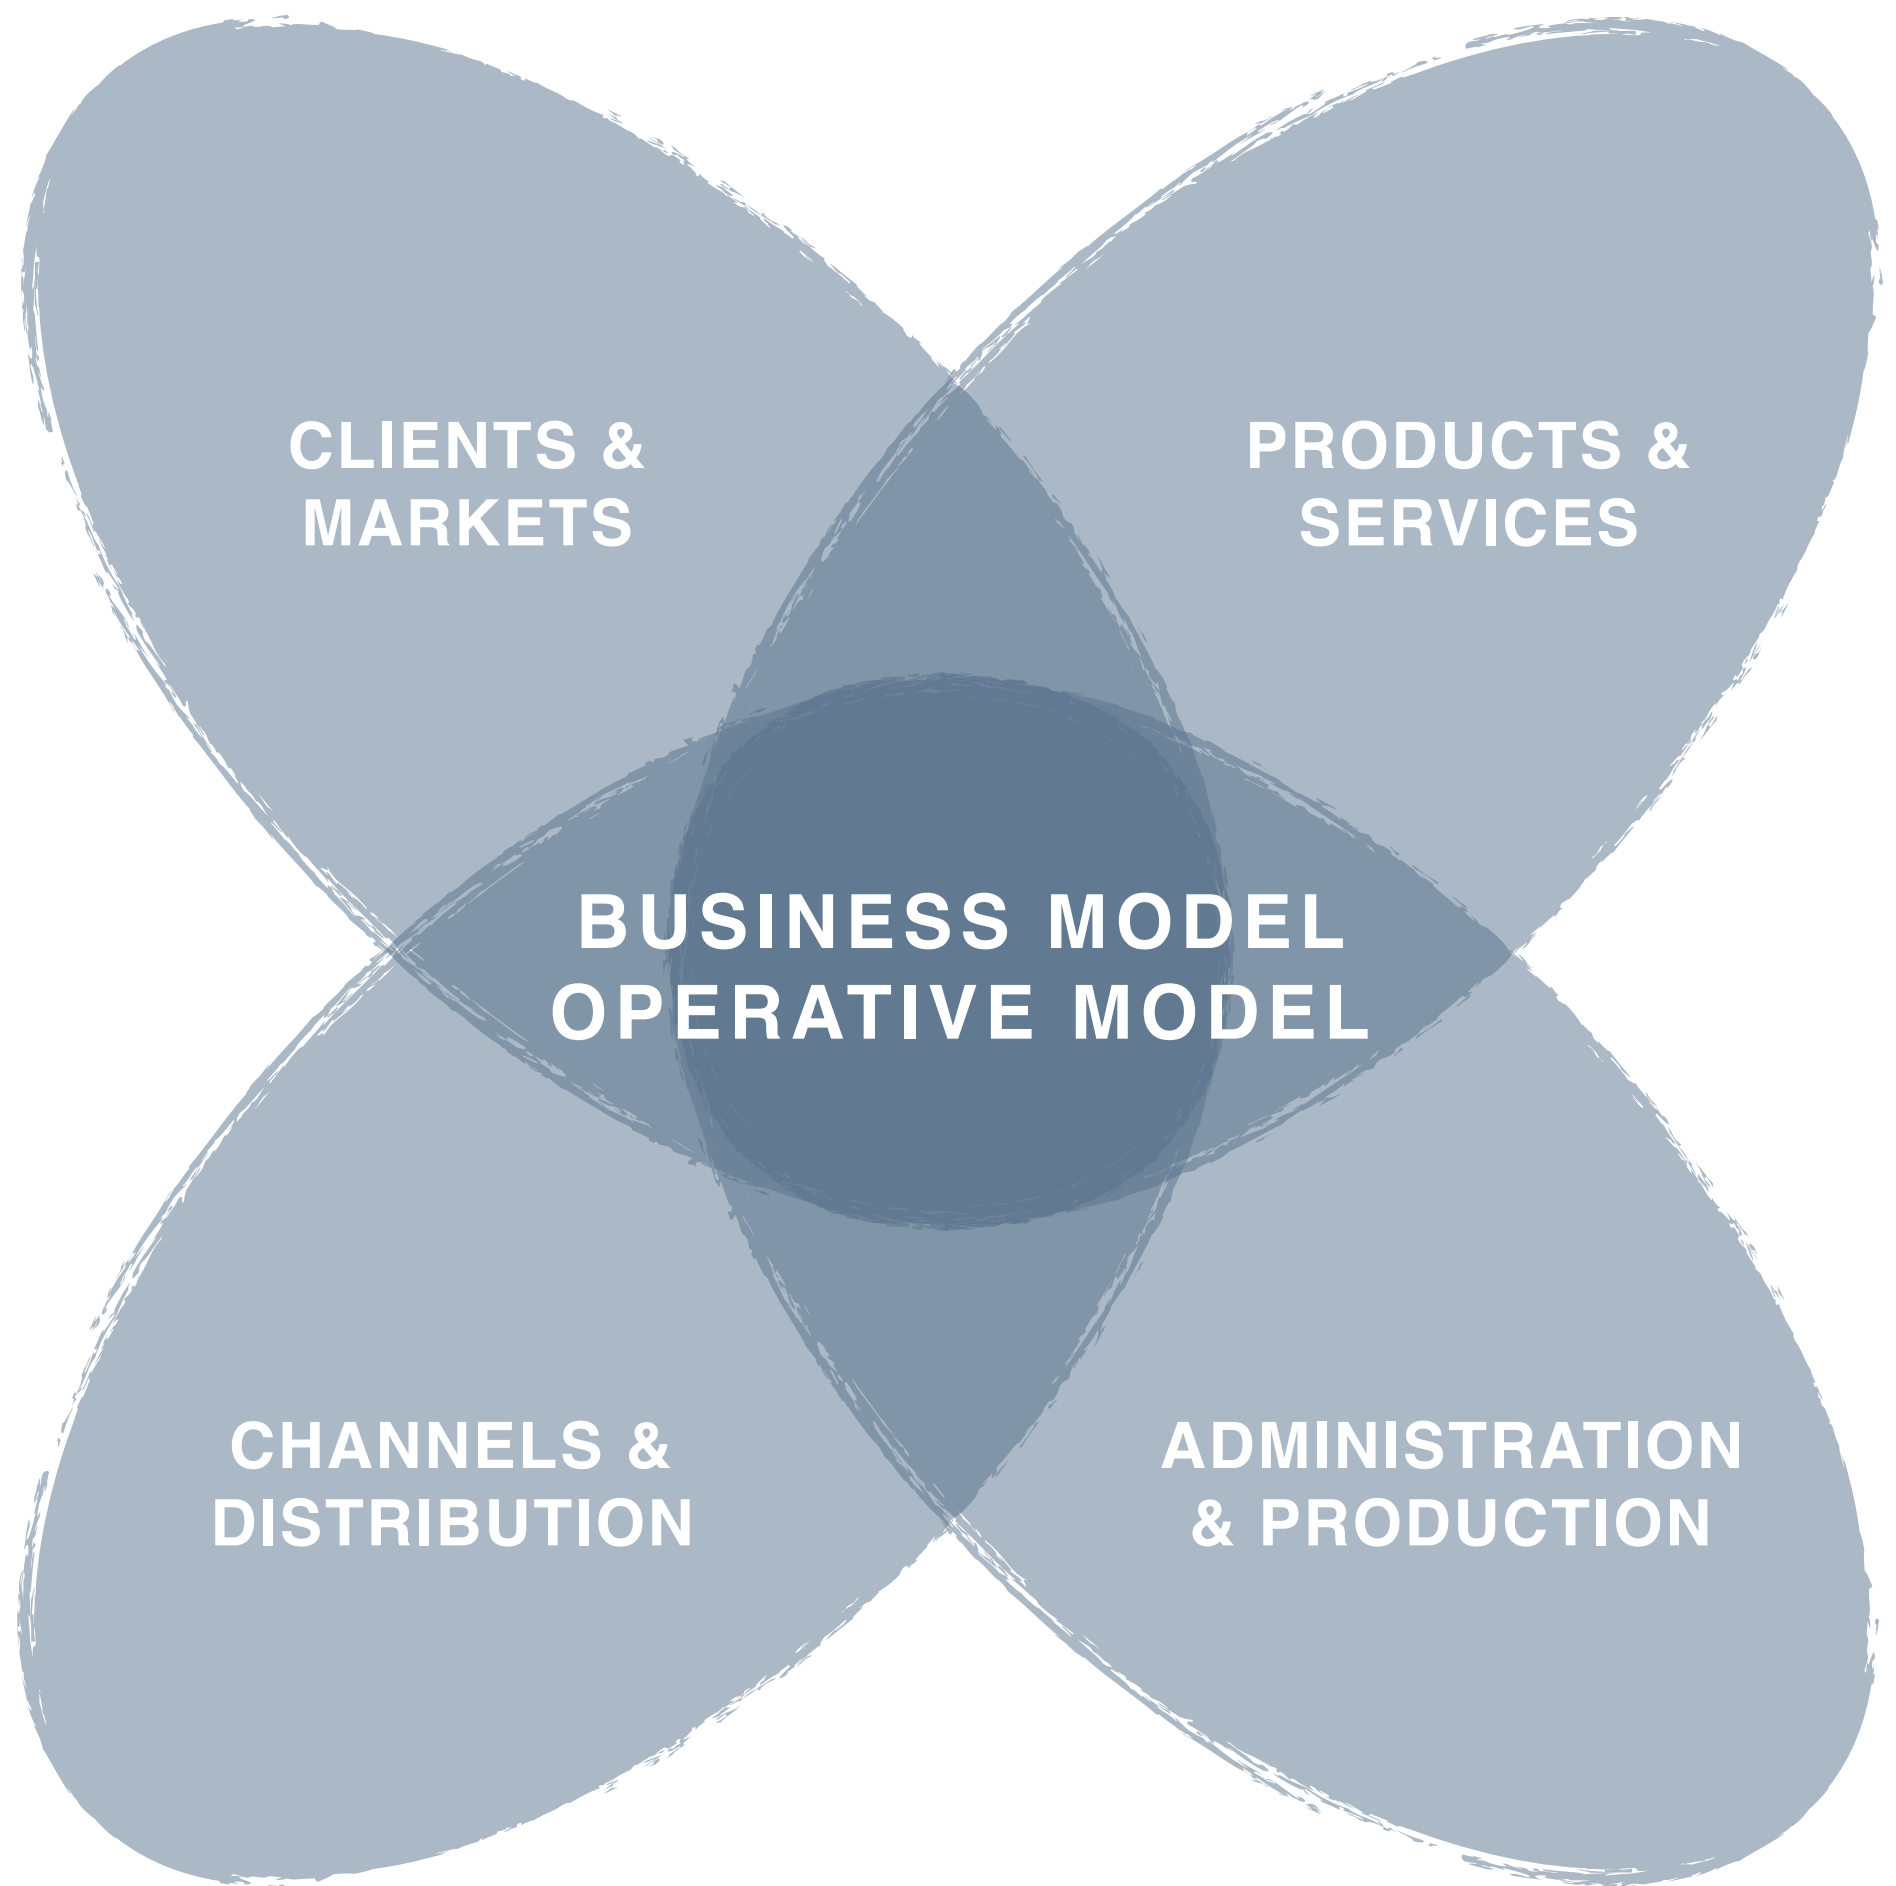 CLIENTS &
MARKETS
PRODUCTS &
SERVICES
BUSINESS MODEL
OPERATIVE MODEL
CHANNELS &
DISTRIBUTION
ADMINISTRATION
& PRODUCTION